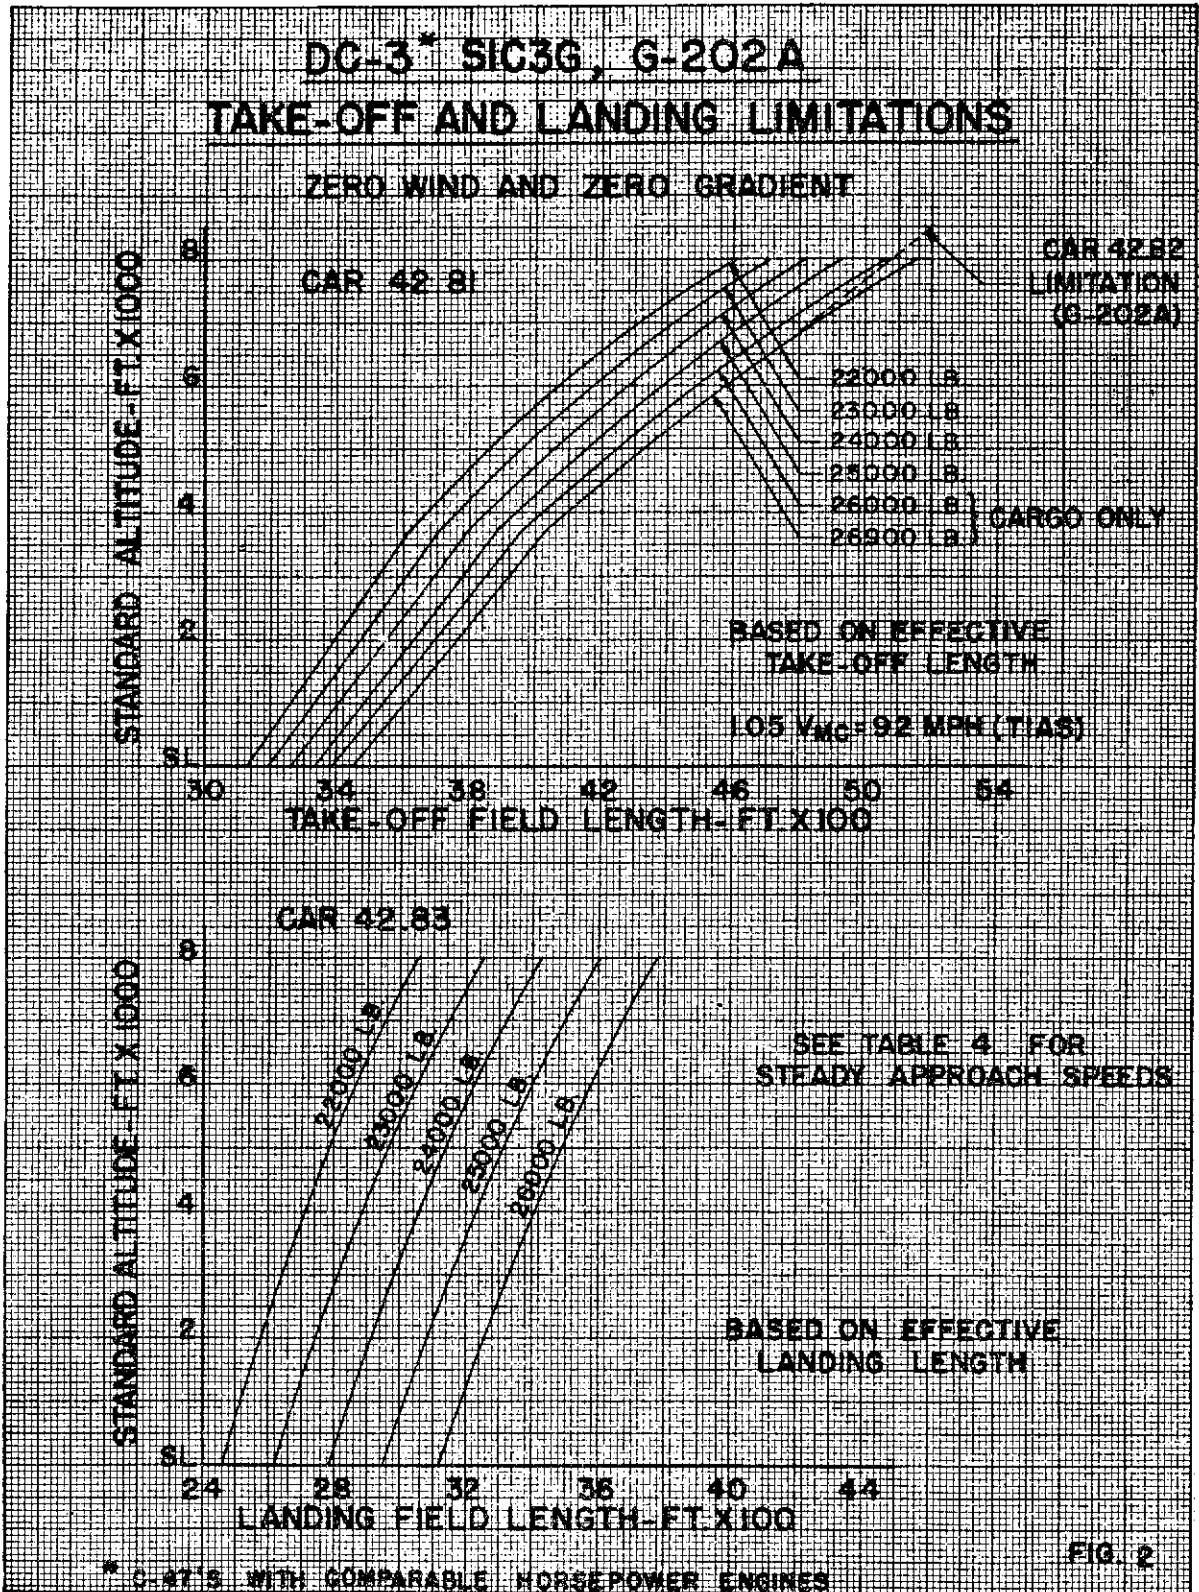 DC-3* SIC3G, G-202A
TAKE-OFF AND LANDING LIMITATIONS
ZERO WIND AND ZERO GRADIENT
CAR 42.81
CAR 42.82
LIMITATION
(G-202A)
STANDARD ALTITUDE-FT. X 1000
8
6
4
2
SL
22000 LB.
23000 LB.
24000 LB.
25000 LB.
26000 LB.
26900 LB.
CARGO ONLY
BASED ON EFFECTIVE
TAKE-OFF LENGTH
1.05 VMC = 92 MPH (TIAS)
30 34 38 42 46 50 54
TAKE-OFF FIELD LENGTH-FT. X 100
CAR 42.83
STANDARD ALTITUDE-FT. X 1000
8
6
4
2
SL
22000 LB.
23000 LB.
24000 LB.
25000 LB.
26000 LB.
SEE TABLE 4 FOR
STEADY APPROACH SPEEDS
BASED ON EFFECTIVE
LANDING LENGTH
24 28 32 36 40 44
LANDING FIELD LENGTH-FT. X 100
FIG. 2
* C-47'S WITH COMPARABLE HORSEPOWER ENGINES